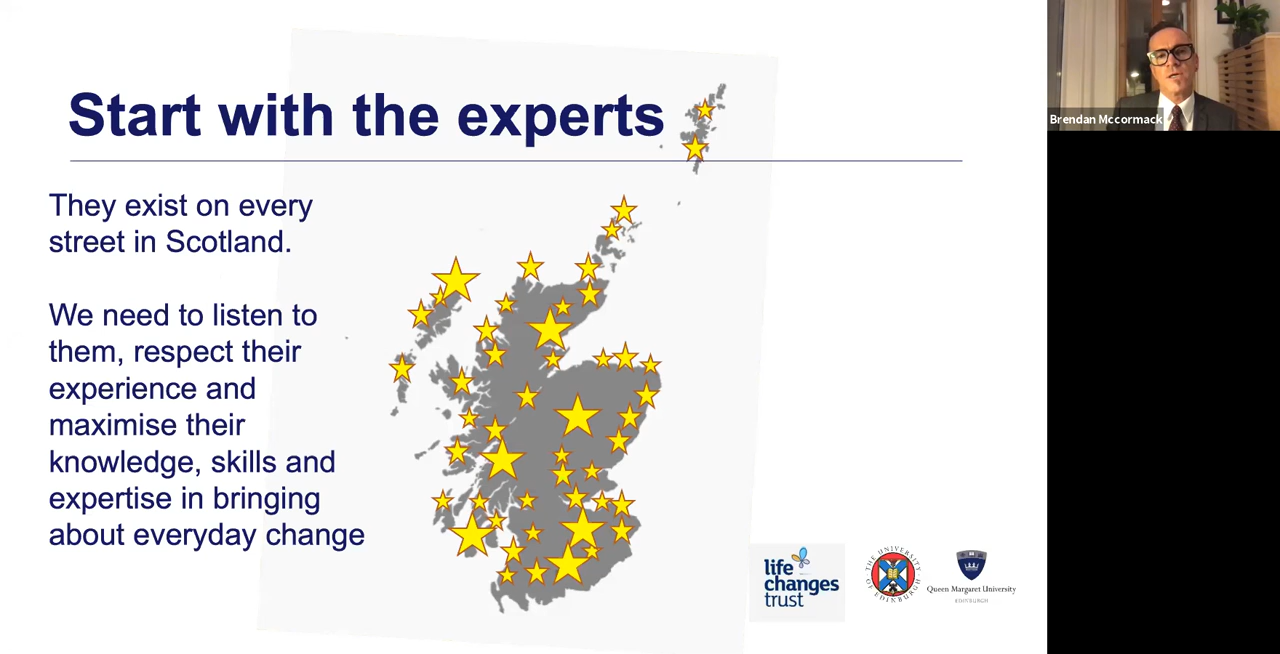 Start with the experts
They exist on every
street in Scotland.
We need to listen to
them, respect their
experience and
maximise their
knowledge, skills and
expertise in bringing
about everyday change
life
changes
trust
THE UNIVERSITY OF EDINBURGH
Queen Margaret University
EDINBURGH
Brendan Mccormack